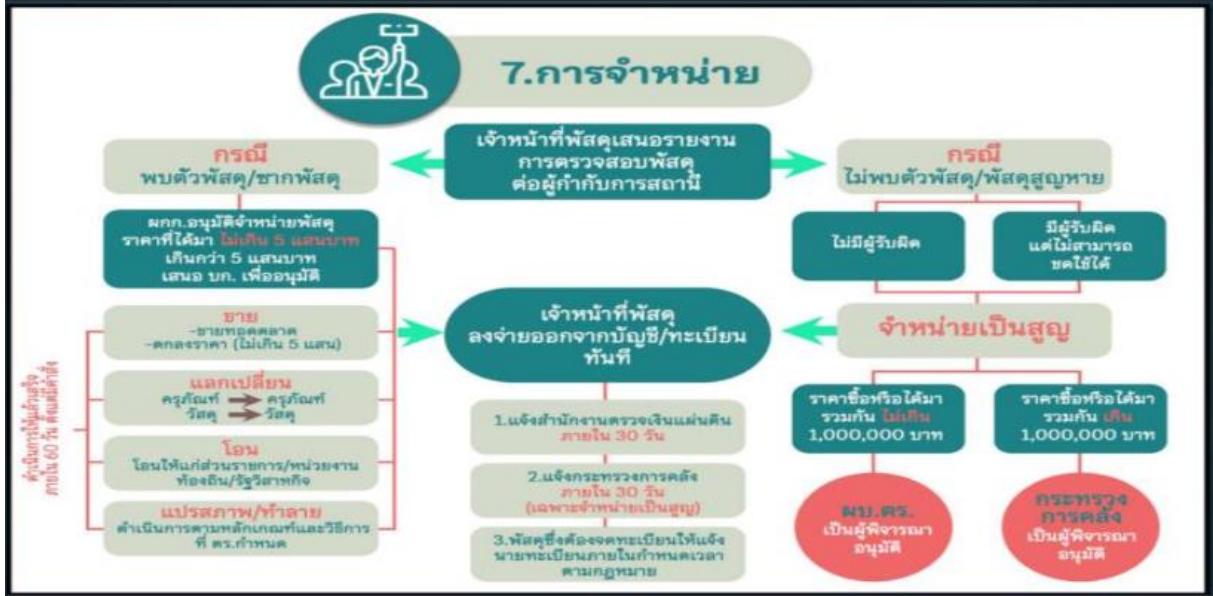 7.การจำหน่าย
เจ้าหน้าที่พัสดุเสนอรายงาน
การตรวจสอบพัสดุ
ต่อผู้กำกับการสถานี
กรณี
พบตัวพัสดุ/ซากพัสดุ
ผกก.อนุมัติจำหน่ายพัสดุ
ราคาที่ได้มา ไม่เกิน 5 แสนบาท
เกินกว่า 5 แสนบาท
เสนอ บก. เพื่ออนุมัติ
ขาย
-ขายทอดตลาด
-ตกลงราคา (ไม่เกิน 5 แสน)
แลกเปลี่ยน
ครุภัณฑ์ ครุภัณฑ์
วัสดุ วัสดุ
โอน
โอนให้แก่ส่วนราชการ/หน่วยงาน
ท้องถิ่น/รัฐวิสาหกิจ
แปรสภาพ/ทำลาย
ดำเนินการตามหลักเกณฑ์และวิธีการ
ที่ ตร.กำหนด
ดำเนินการให้แล้วเสร็จ
ภายใน 60 วัน ตั้งแต่มีคำสั่ง
เจ้าหน้าที่พัสดุ
ลงจ่ายออกจากบัญชี/ทะเบียน
ทันที
1.แจ้งสำนักงานตรวจเงินแผ่นดิน
ภายใน 30 วัน
2.แจ้งกระทรวงการคลัง
ภายใน 30 วัน
(เฉพาะจำหน่ายเป็นสูญ)
3.พัสดุซึ่งต้องจดทะเบียนให้แจ้ง
นายทะเบียนภายในกำหนดเวลา
ตามกฎหมาย
กรณี
ไม่พบตัวพัสดุ/พัสดุสูญหาย
ไม่มีผู้รับผิด
มีผู้รับผิด
แต่ไม่สามารถ
ชดใช้ได้
จำหน่ายเป็นสูญ
ราคาซื้อหรือได้มา
รวมกัน ไม่เกิน
1,000,000 บาท
ราคาซื้อหรือได้มา
รวมกัน เกิน
1,000,000 บาท
ผบ.ตร.
เป็นผู้พิจารณา
อนุมัติ
กระทรวง
การคลัง
เป็นผู้พิจารณา
อนุมัติ